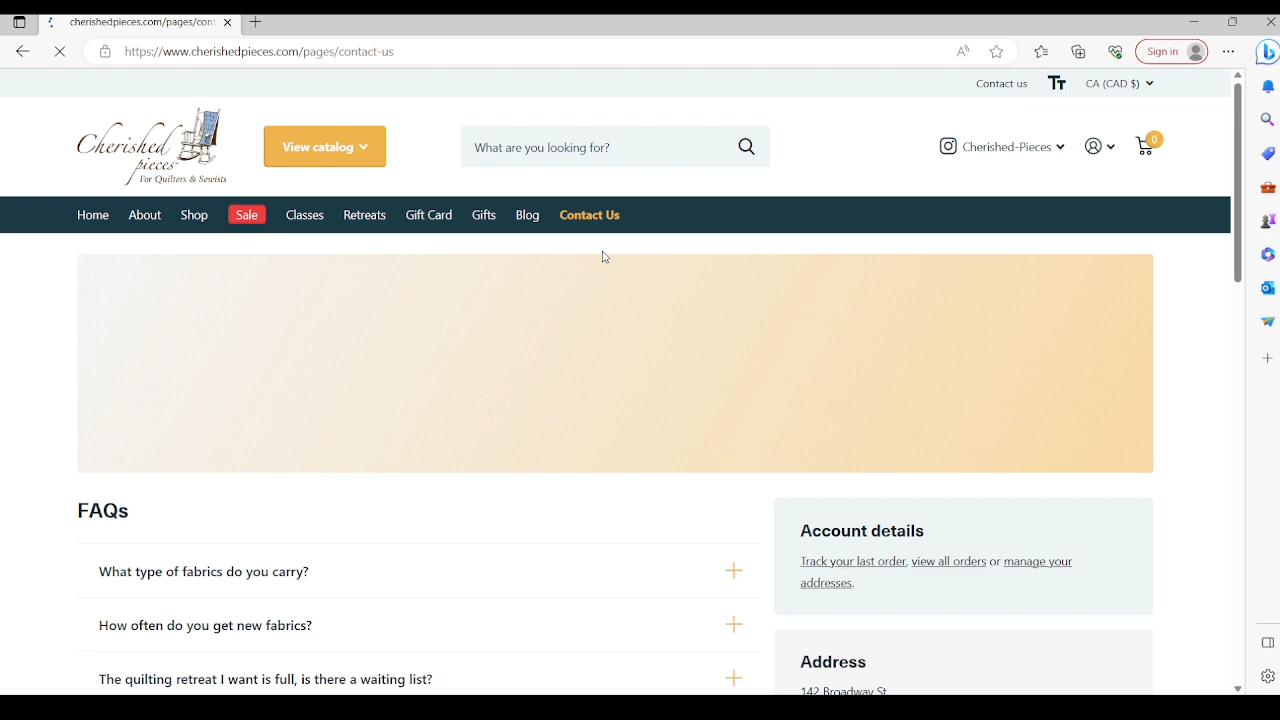 cherishedpieces.com/pages/cont
https://www.cherishedpieces.com/pages/contact-us
Sign in
Contact us
CA (CAD $)
Cherished
pieces
For Quilters & Sewists
View catalog
What are you looking for?
Cherished-Pieces
0
Home About Shop Sale Classes Retreats Gift Card Gifts Blog Contact Us
FAQs
What type of fabrics do you carry?
How often do you get new fabrics?
The quilting retreat I want is full, is there a waiting list?
Account details
Track your last order, view all orders or manage your
addresses.
Address
142 Broadway St